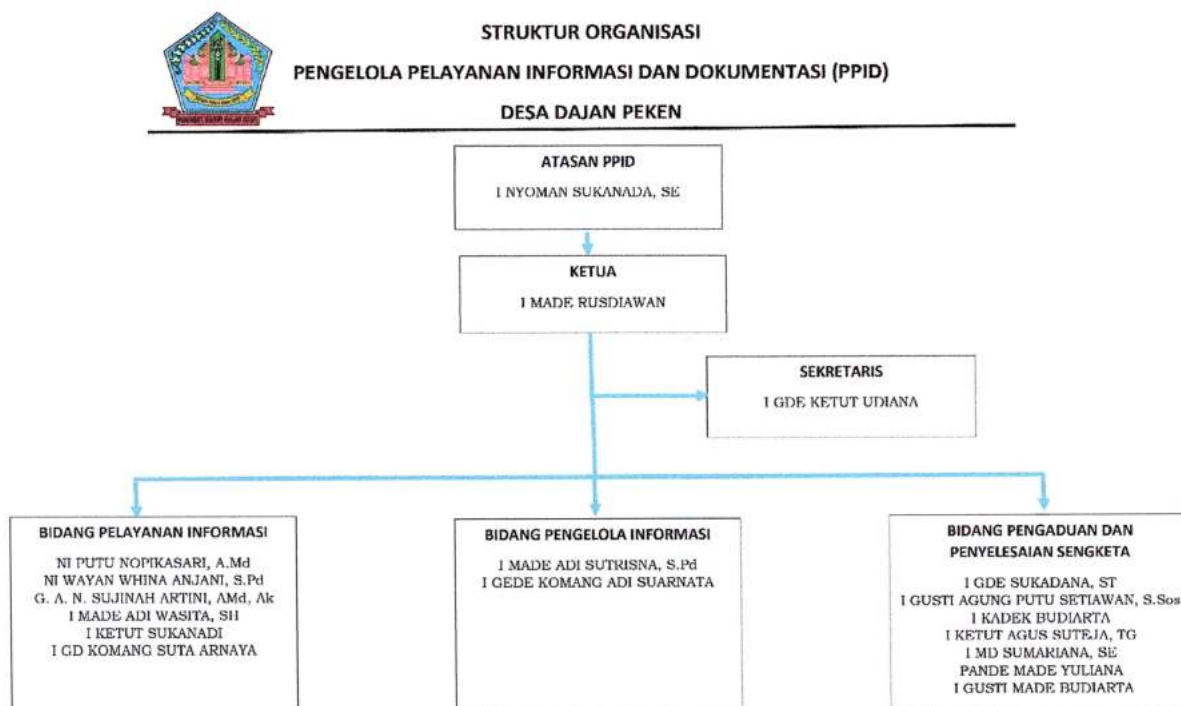 STRUKTUR ORGANISASI
PENGELOLA PELAYANAN INFORMASI DAN DOKUMENTASI (PPID)
DESA DAJAN PEKEN
ATASAN PPID
I NYOMAN SUKANADA, SE
KETUA
I MADE RUSDIAWAN
SEKRETARIS
I GDE KETUT UDIANA
BIDANG PELAYANAN INFORMASI
NI PUTU NOPIKASARI, A.Md
NI WAYAN WHINA ANJANI, S.Pd
G. A. N. SUJINAH ARTINI, AMd, Ak
I MADE ADI WASITA, SH
I KETUT SUKANADI
I GD KOMANG SUTA ARNAYA
BIDANG PENGELOLA INFORMASI
I MADE ADI SUTRISNA, S.Pd
I GEDE KOMANG ADI SUARNATA
BIDANG PENGADUAN DAN
PENYELESAIAN SENGKETA
I GDE SUKADANA, ST
I GUSTI AGUNG PUTU SETIAWAN, S.Sos
I KADEK BUDIARTA
I KETUT AGUS SUTEJA, TG
I MD SUMARIANA, SE
PANDE MADE YULIANA
I GUSTI MADE BUDIARTA